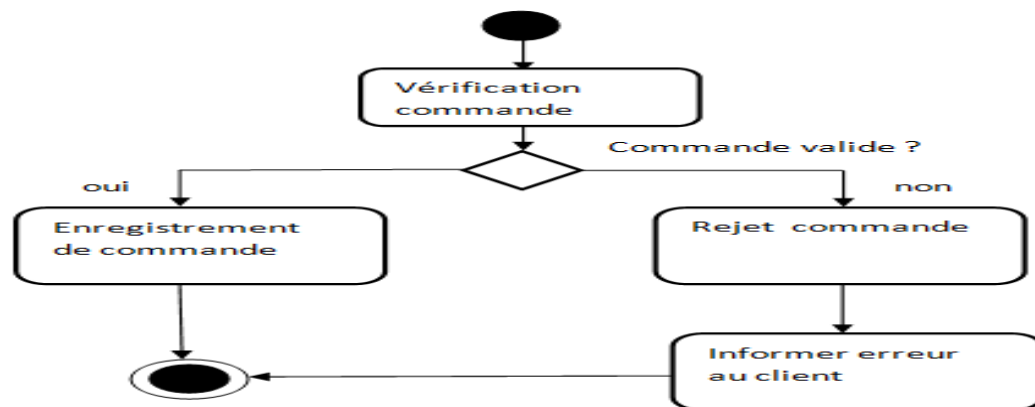 Vérification
commande
Commande valide ?
oui
non
Enregistrement
de commande
Rejet commande
Informer erreur
au client